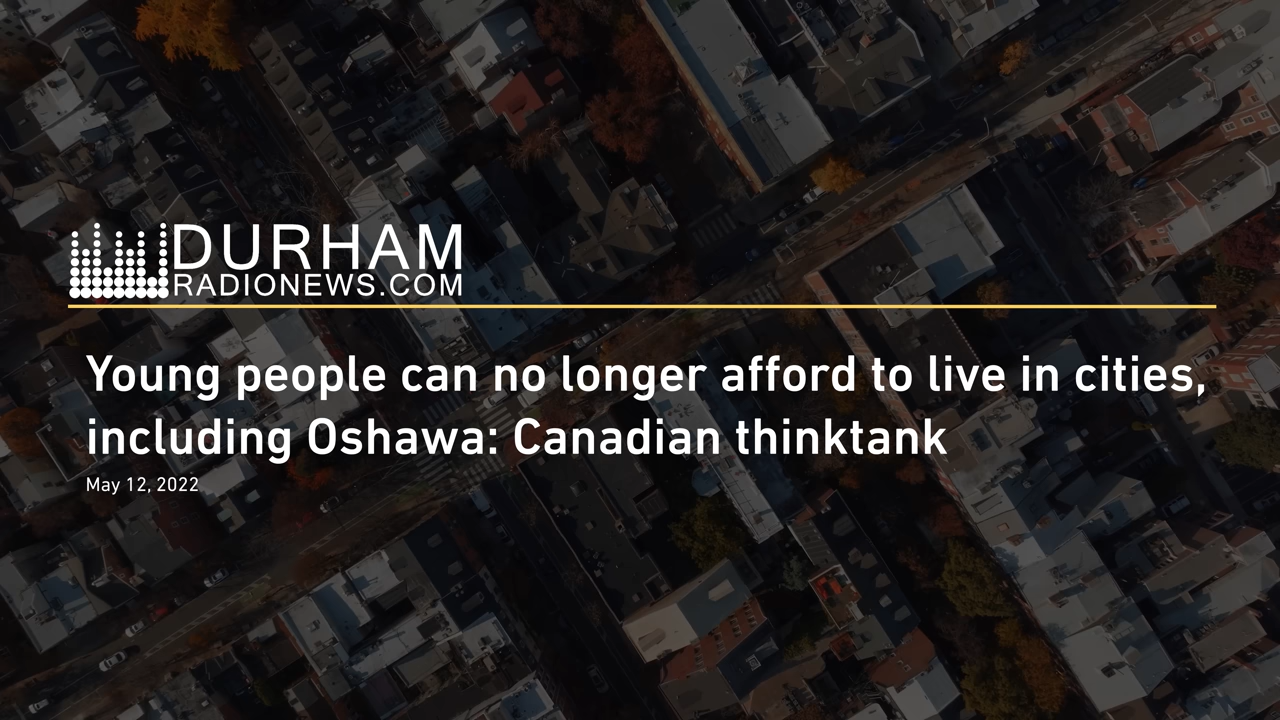 DURHAM
RADIONEWS.COM
Young people can no longer afford to live in cities,
including Oshawa: Canadian thinktank
May 12, 2022